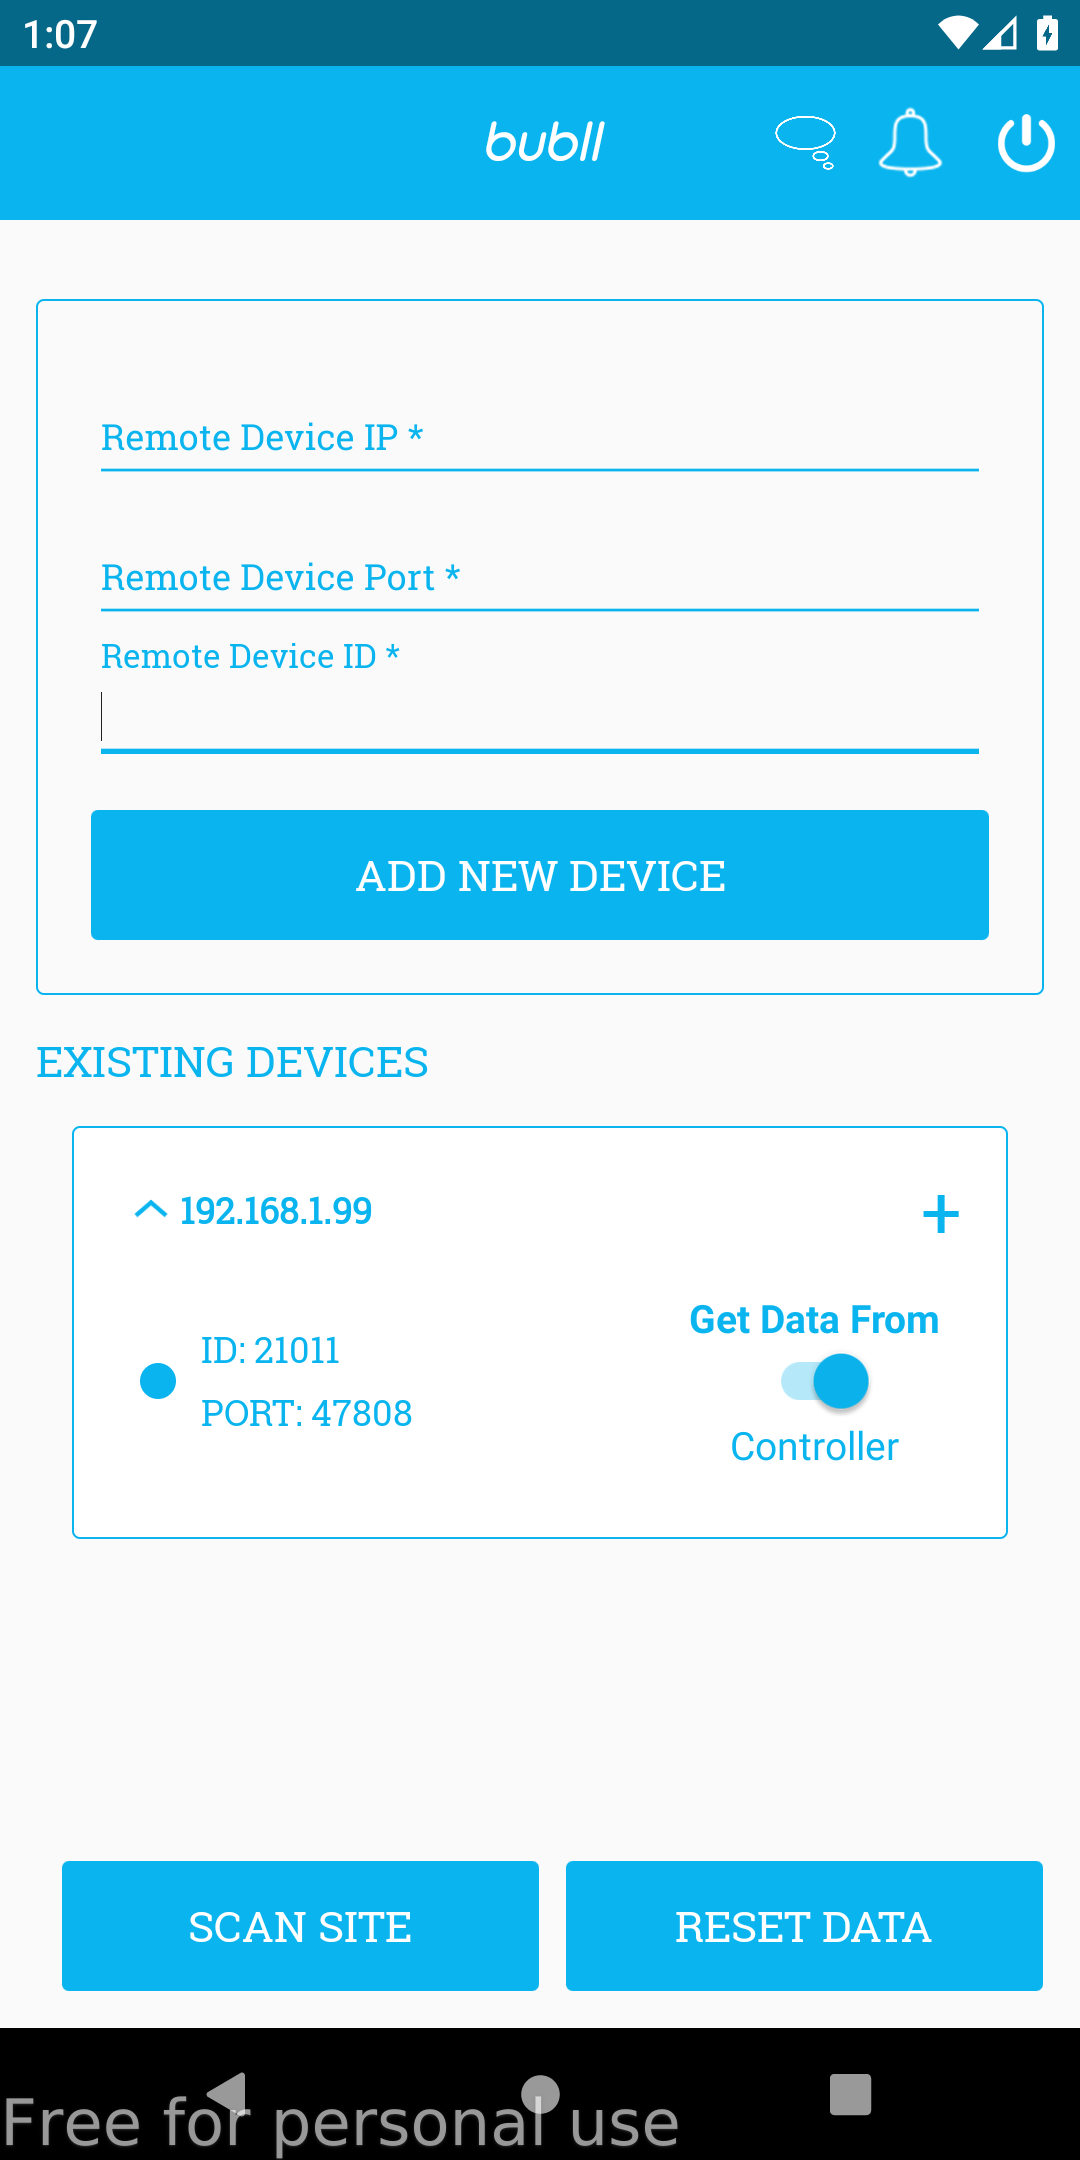 1:07
bubll
Remote Device IP *
Remote Device Port *
Remote Device ID *
ADD NEW DEVICE
EXISTING DEVICES
192.168.1.99
+
Get Data From
ID: 21011
PORT: 47808
Controller
SCAN SITE
RESET DATA
Free for personal use